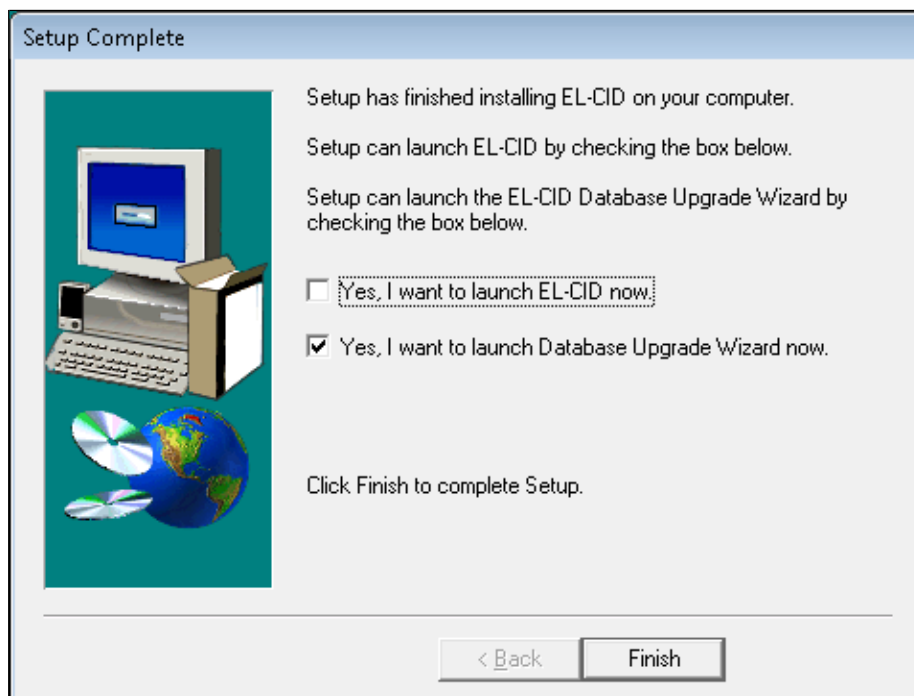 Setup Complete
Setup has finished installing EL-CID on your computer.
Setup can launch EL-CID by checking the box below.
Setup can launch the EL-CID Database Upgrade Wizard by
checking the box below.
Yes, I want to launch EL-CID now.
Yes, I want to launch Database Upgrade Wizard now.
Click Finish to complete Setup.
< Back
Finish